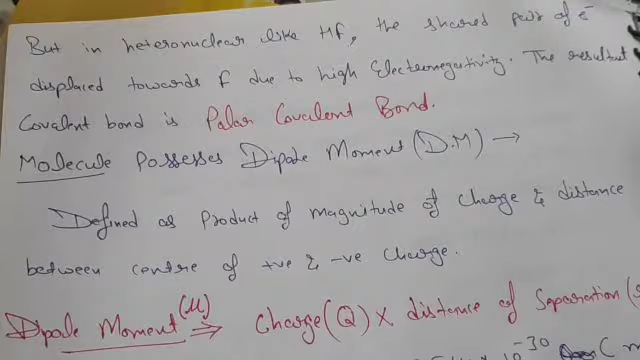 But in heteronuclear like HF, the shared pair of e⁻
displaced towards F due to high Electronegativity. The resultant
Covalent bond is Polar Covalent Bond.
Molecule Possesses Dipole Moment (D.M) →
Defined as Product of magnitude of charge & distance
between centre of +ve & -ve charge.
Dipole Moment (M) ⇒ Charge (Q) × distance of Separation (
10⁻³⁰